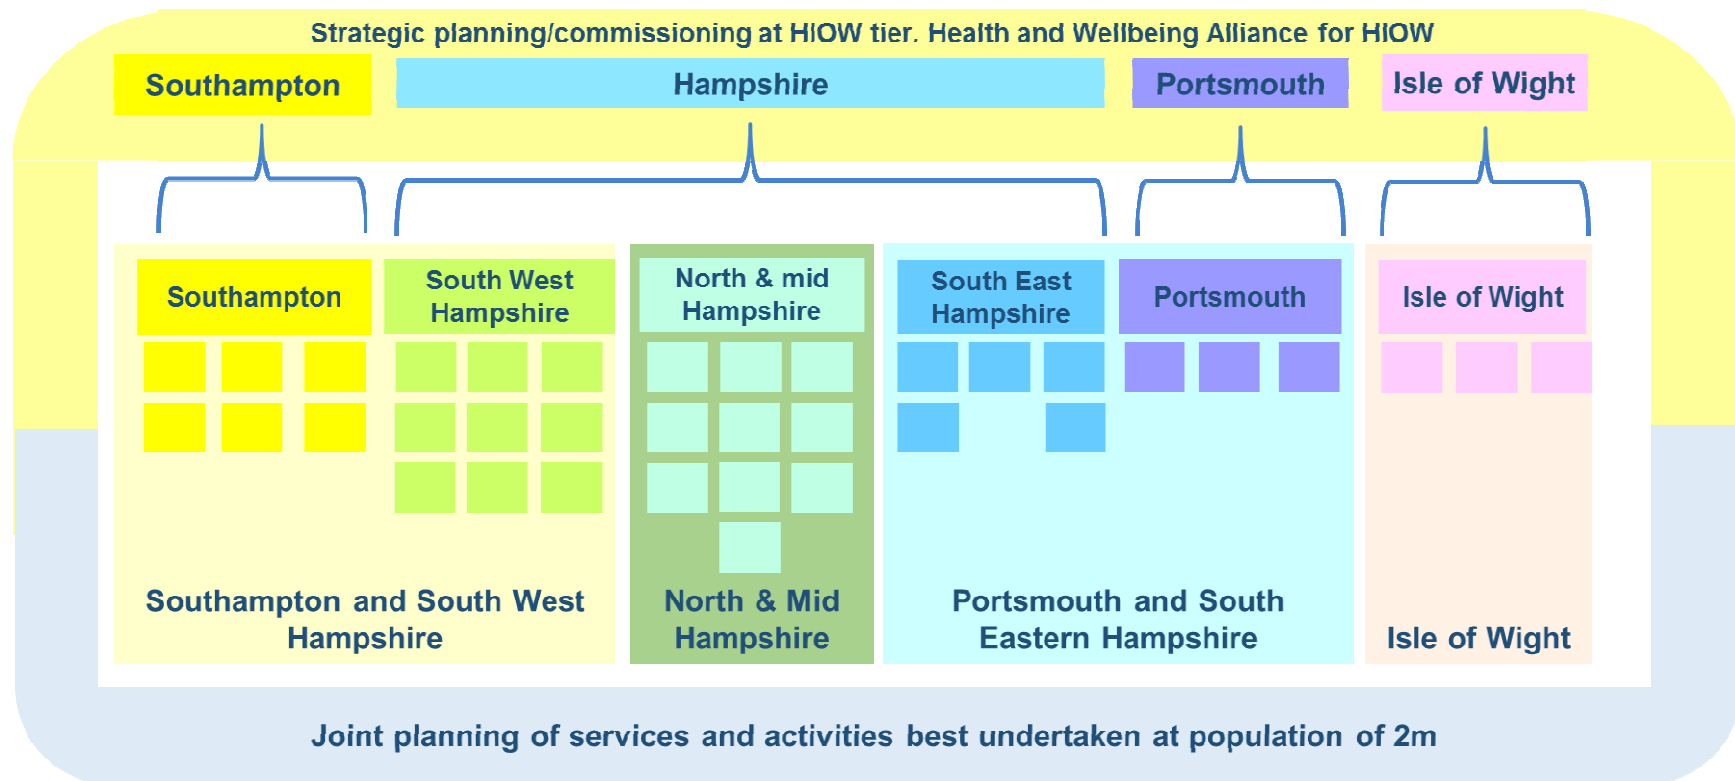 Strategic planning/commissioning at HIOW tier. Health and Wellbeing Alliance for HIOW
Southampton
Hampshire
Portsmouth
Isle of Wight
Southampton
South West
Hampshire
North & mid
Hampshire
South East
Hampshire
Portsmouth
Isle of Wight
Southampton and South West
Hampshire
North & Mid
Hampshire
Portsmouth and South
Eastern Hampshire
Isle of Wight
Joint planning of services and activities best undertaken at population of 2m